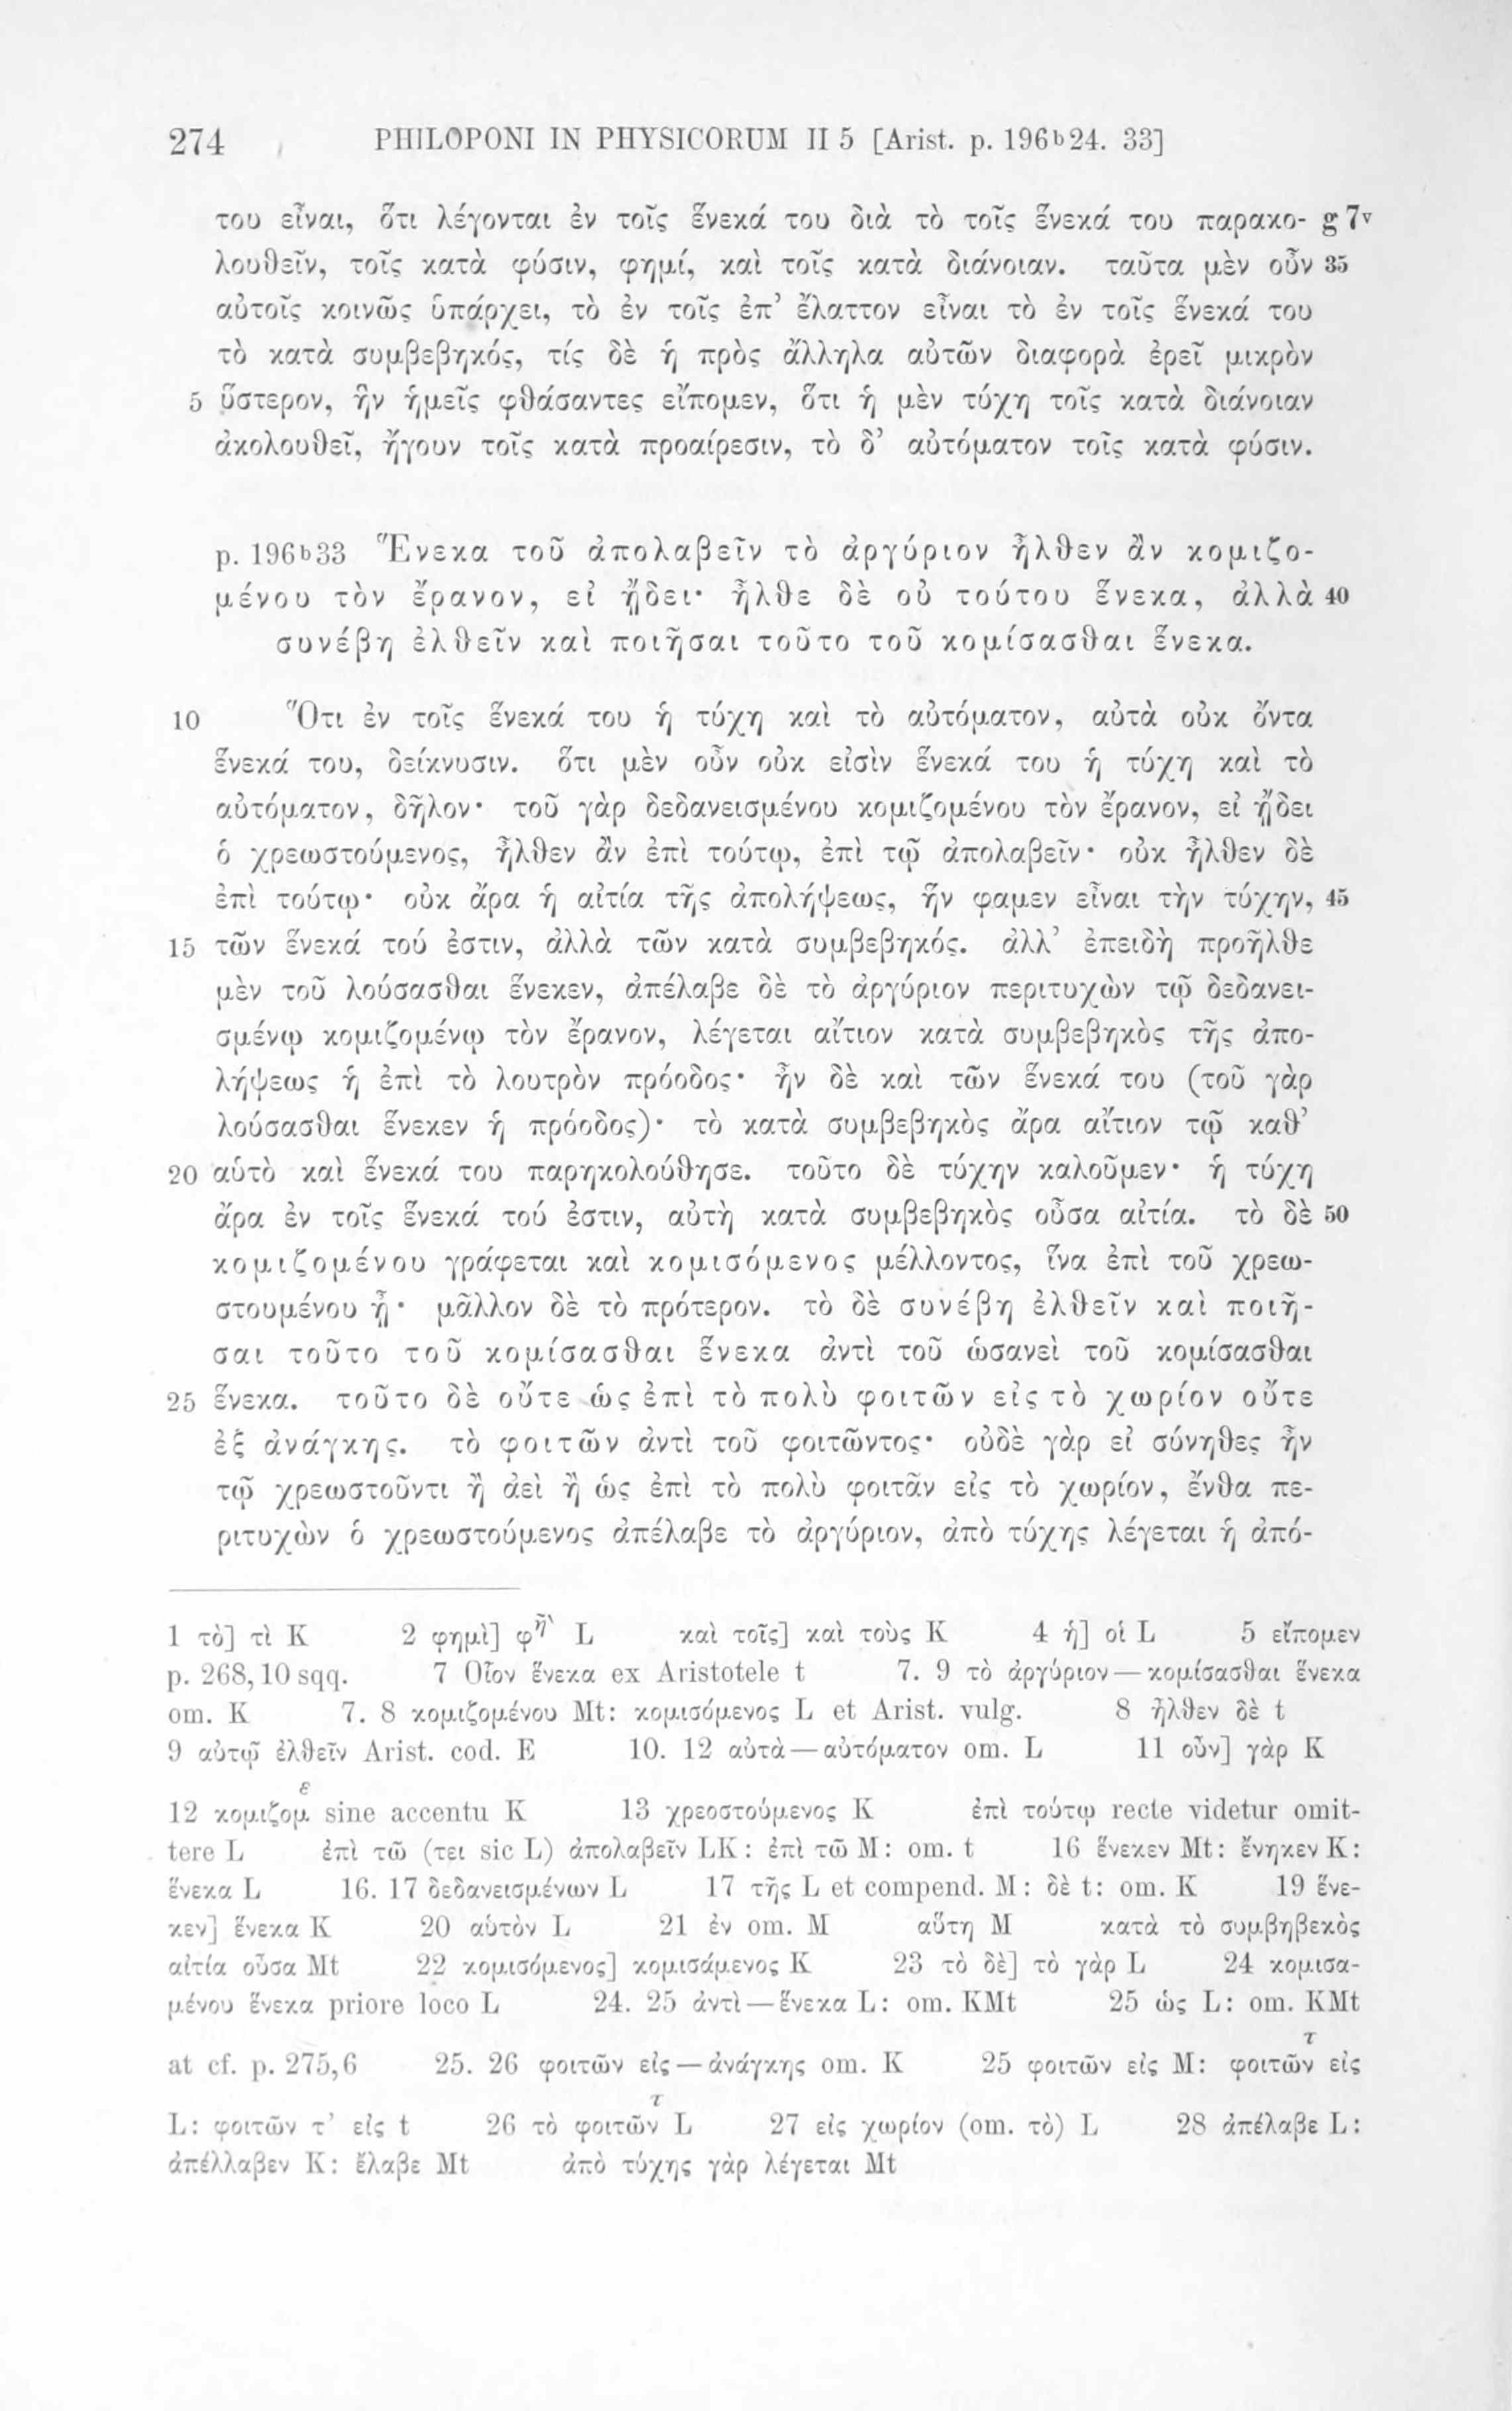 274 PHILOPONI IN PHYSICORUM II 5 [Arist. p. 196b24. 33]
του εἶναι, ὅτι λέγονται ἐν τοῖς ἕνεκά του διὰ τὸ τοῖς ἕνεκά του παρακο- g 7v
λουθεῖν, τοῖς κατὰ φύσιν, φημί, καὶ τοῖς κατὰ διάνοιαν. ταῦτα μὲν οὖν 35
αὐτοῖς κοινῶς ὑπάρχει, τὸ ἐν τοῖς ἐπ’ ἔλαττον εἶναι τὸ ἐν τοῖς ἕνεκά του
τὸ κατὰ συμβεβηκός, τίς δὲ ἡ πρὸς ἄλληλα αὐτῶν διαφορὰ ἐρεῖ μικρὸν
5 ὕστερον, ἣν ἡμεῖς φθάσαντες εἴπομεν, ὅτι ἡ μὲν τύχη τοῖς κατὰ διάνοιαν
ἀκολουθεῖ, ἤγουν τοῖς κατὰ προαίρεσιν, τὸ δ’ αὐτόματον τοῖς κατὰ φύσιν.
p. 196b33 Ἕνεκα τοῦ ἀπολαβεῖν τὸ ἀργύριον ἦλθεν ἂν κομιζο-
μένου τὸν ἔρανον, εἰ ᾔδει· ἦλθε δὲ οὐ τούτου ἕνεκα, ἀλλὰ 40
συνέβη ἐλθεῖν καὶ ποιῆσαι τοῦτο τοῦ κομίσασθαι ἕνεκα.
10 Ὅτι ἐν τοῖς ἕνεκά του ἡ τύχη καὶ τὸ αὐτόματον, αὐτὰ οὐκ ὄντα
ἕνεκά του, δείκνυσιν. ὅτι μὲν οὖν οὐκ εἰσὶν ἕνεκά του ἡ τύχη καὶ τὸ
αὐτόματον, δῆλον· τοῦ γὰρ δεδανεισμένου κομιζομένου τὸν ἔρανον, εἰ ᾔδει
ὁ χρεωστούμενος, ἦλθεν ἂν ἐπὶ τούτῳ, ἐπὶ τῷ ἀπολαβεῖν· οὐκ ἦλθεν δὲ
ἐπὶ τούτῳ· οὐκ ἄρα ἡ αἰτία τῆς ἀπολήψεως, ἥν φαμεν εἶναι τὴν τύχην, 45
15 τῶν ἕνεκά τού ἐστιν, ἀλλὰ τῶν κατὰ συμβεβηκός. ἀλλ’ ἐπειδὴ προῆλθε
μὲν τοῦ λούσασθαι ἕνεκεν, ἀπέλαβε δὲ τὸ ἀργύριον περιτυχὼν τῷ δεδανει-
σμένῳ κομιζομένῳ τὸν ἔρανον, λέγεται αἴτιον κατὰ συμβεβηκὸς τῆς ἀπο-
λήψεως ἡ ἐπὶ τὸ λουτρὸν πρόοδος· ἦν δὲ καὶ τῶν ἕνεκά του (τοῦ γὰρ
λούσασθαι ἕνεκεν ἡ πρόοδος)· τὸ κατὰ συμβεβηκὸς ἄρα αἴτιον τῷ καθ’
20 αὑτὸ καὶ ἕνεκά του παρηκολούθησε. τοῦτο δὲ τύχην καλοῦμεν· ἡ τύχη
ἄρα ἐν τοῖς ἕνεκά τού ἐστιν, αὐτὴ κατὰ συμβεβηκὸς οὖσα αἰτία. τὸ δὲ 50
κομιζομένου γράφεται καὶ κομισόμενος μέλλοντος, ἵνα ἐπὶ τοῦ χρεω-
στουμένου ᾖ· μᾶλλον δὲ τὸ πρότερον. τὸ δὲ συνέβη ἐλθεῖν καὶ ποιῆ-
σαι τοῦτο τοῦ κομίσασθαι ἕνεκα ἀντὶ τοῦ ὡσανεὶ τοῦ κομίσασθαι
25 ἕνεκα. τοῦτο δὲ οὔτε ὡς ἐπὶ τὸ πολὺ φοιτῶν εἰς τὸ χωρίον οὔτε
ἐξ ἀνάγκης. τὸ φοιτῶν ἀντὶ τοῦ φοιτῶντος· οὐδὲ γὰρ εἰ σύνηθες ἦν
τῷ χρεωστοῦντι ἢ ἀεὶ ἢ ὡς ἐπὶ τὸ πολὺ φοιτᾶν εἰς τὸ χωρίον, ἔνθα πε-
ριτυχὼν ὁ χρεωστούμενος ἀπέλαβε τὸ ἀργύριον, ἀπὸ τύχης λέγεται ἡ ἀπό-
1 τὸ] τὶ K 2 φημὶ] φῆ` L καὶ τοῖς] καὶ τοὺς K 4 ἡ] οἱ L 5 εἴπομεν
p. 268,10 sqq. 7 Οἷον ἕνεκα ex Aristotele t 7. 9 τὸ ἀργύριον — κομίσασθαι ἕνεκα
om. K 7. 8 κομιζομένου Mt: κομισόμενος L et Arist. vulg. 8 ἦλθεν δὲ t
9 αὐτῷ ἐλθεῖν Arist. cod. E 10. 12 αὐτὰ — αὐτόματον om. L 11 οὖν] γὰρ K
12 κομιζομε sine accentu K 13 χρεοστούμενος K ἐπὶ τούτῳ recte videtur omit-
tere L ἐπὶ τῶ (τει sic L) ἀπολαβεῖν LK: ἐπὶ τῶ M: om. t 16 ἕνεκεν Mt: ἔνηκεν K:
ἕνεκα L 16. 17 δεδανεισμένων L 17 τῆς L et compend. M: δὲ t: om. K 19 ἕνε-
κεν] ἕνεκα K 20 αὐτὸν L 21 ἐν om. M αὕτη M κατὰ τὸ συμβηβεκὸς
αἰτία οὖσα Mt 22 κομισόμενος] κομισάμενος K 23 τὸ δὲ] τὸ γὰρ L 24 κομισα-
μένου ἕνεκα priore loco L 24. 25 ἀντὶ — ἕνεκα L: om. KMt 25 ὡς L: om. KMt
at cf. p. 275,6 25. 26 φοιτῶν εἰς — ἀνάγκης om. K 25 φοιτῶν εἰς M: φοιτῶντ εἰς
L: φοιτῶν τ’ εἰς t 26 τὸ φοιτῶντ L 27 εἰς χωρίον (om. τὸ) L 28 ἀπέλαβε L:
ἀπέλλαβεν K: ἔλαβε Mt ἀπὸ τύχης γὰρ λέγεται Mt